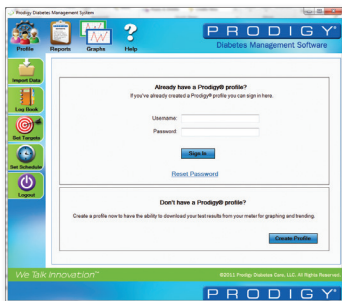 Prodigy Diabetes Management System
PRODIGY®
Diabetes Management Software
Profile
Reports
Graphs
Help
Import Data
Log Book
Set Targets
Set Schedule
Logout
Already have a Prodigy® profile?
If you've already created a Prodigy® profile you can sign in here.
Username:
Password:
Sign In
Reset Password
Don't have a Prodigy® profile?
Create a profile now to have the ability to download your test results from your meter for graphing and trending.
Create Profile
We Talk Innovation™
©2011 Prodigy Diabetes Care, LLC. All Rights Reserved.
PRODIGY®